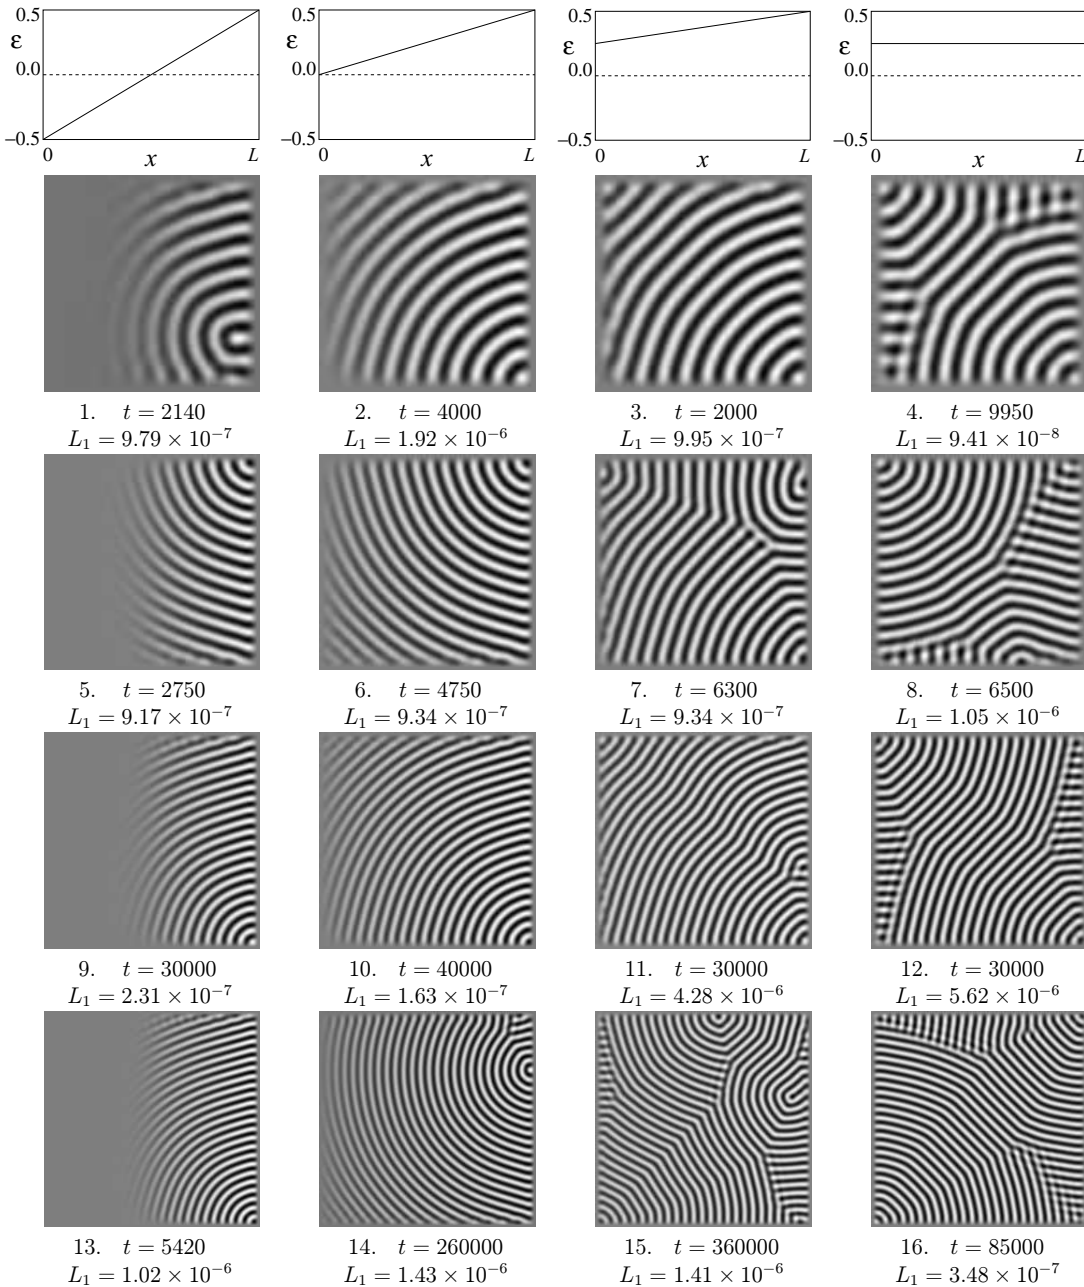 0.5 0.5 0.5 0.5
ε ε ε ε
0.0 0.0 0.0 0.0
−0.5 −0.5 −0.5 −0.5
0 x L 0 x L 0 x L 0 x L
1. t = 2140 2. t = 4000 3. t = 2000 4. t = 9950
L₁ = 9.79 × 10⁻⁷ L₁ = 1.92 × 10⁻⁶ L₁ = 9.95 × 10⁻⁷ L₁ = 9.41 × 10⁻⁸
5. t = 2750 6. t = 4750 7. t = 6300 8. t = 6500
L₁ = 9.17 × 10⁻⁷ L₁ = 9.34 × 10⁻⁷ L₁ = 9.34 × 10⁻⁷ L₁ = 1.05 × 10⁻⁶
9. t = 30000 10. t = 40000 11. t = 30000 12. t = 30000
L₁ = 2.31 × 10⁻⁷ L₁ = 1.63 × 10⁻⁷ L₁ = 4.28 × 10⁻⁶ L₁ = 5.62 × 10⁻⁶
13. t = 5420 14. t = 260000 15. t = 360000 16. t = 85000
L₁ = 1.02 × 10⁻⁶ L₁ = 1.43 × 10⁻⁶ L₁ = 1.41 × 10⁻⁶ L₁ = 3.48 × 10⁻⁷